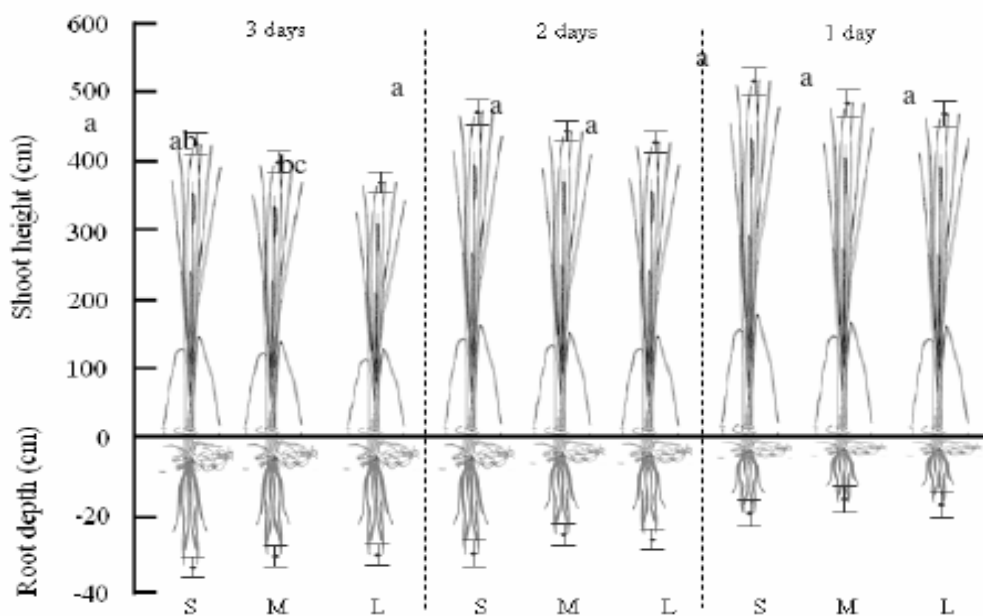 600
3 days
2 days
1 day
a
500
a
a
a
a
a
a
ab
400
bc
300
200
100
0
-20
-40
Shoot height (cm)
Root depth (cm)
S M L S M L S M L